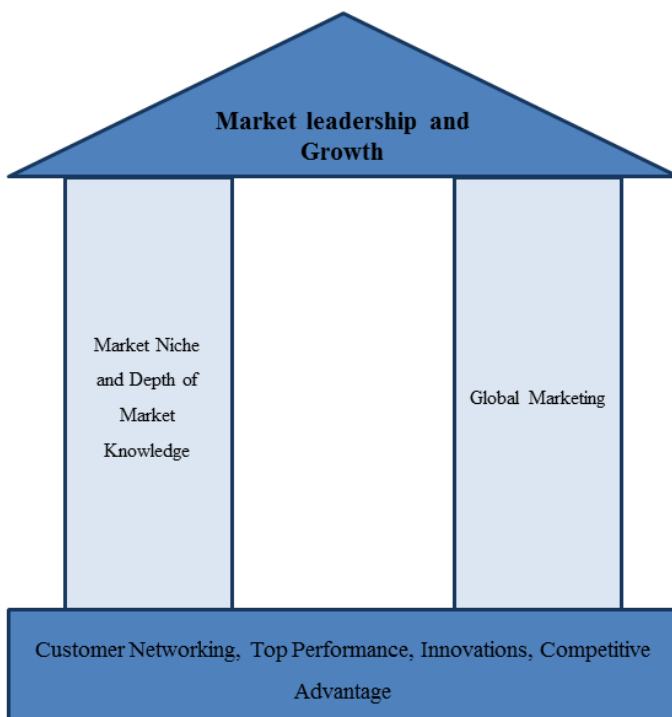 Market leadership and
Growth
Market Niche
and Depth of
Market
Knowledge
Global Marketing
Customer Networking, Top Performance, Innovations, Competitive
Advantage